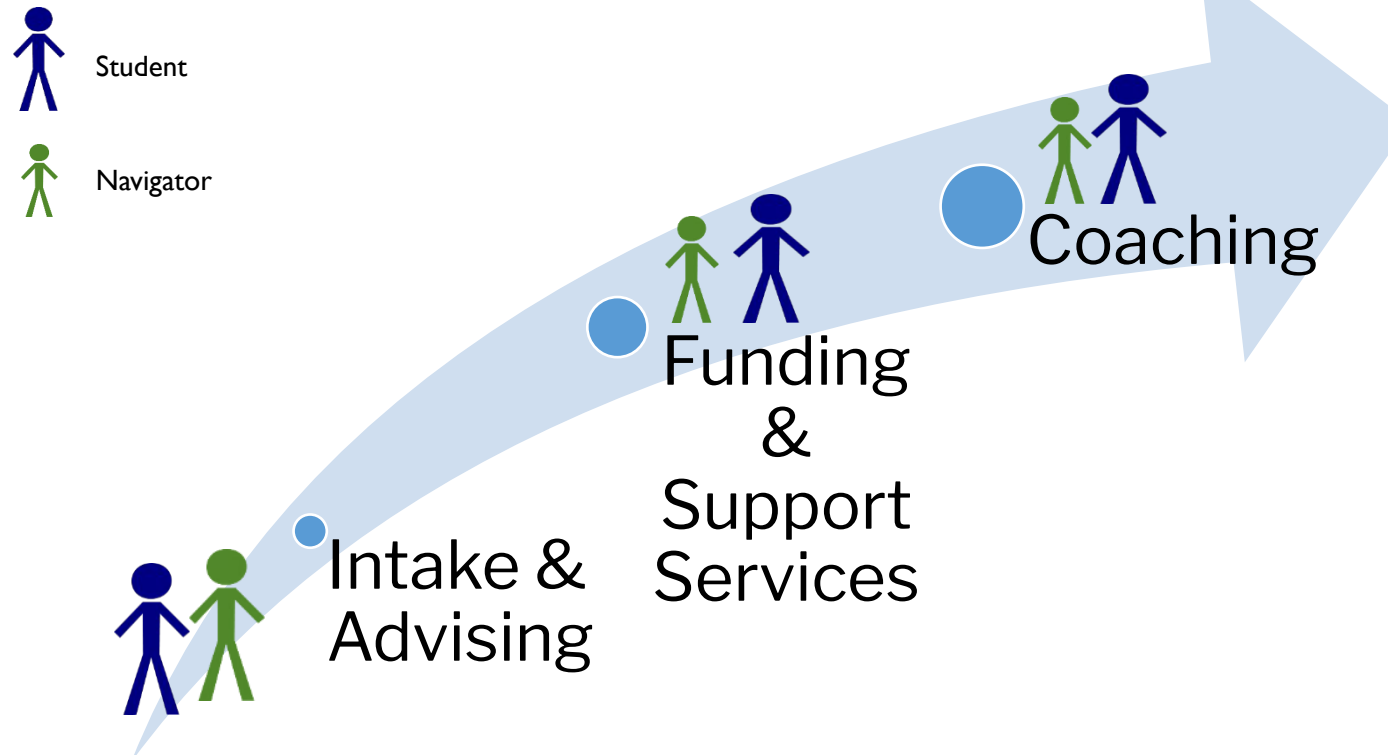 Student
Navigator
Coaching
Funding
&
Support
Services
Intake &
Advising